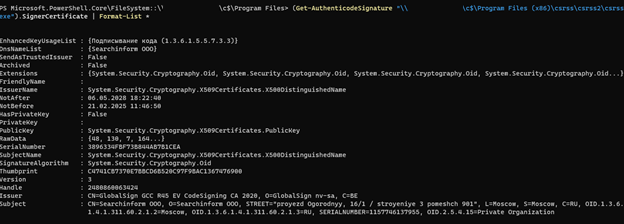 PS Microsoft.PowerShell.Core\FileSystem::\' \c$\Program Files> (Get-AuthenticodeSignature "\\ \c$\Program Files (x86)\csrss\csrss2\csrss
exe").SignerCertificate | Format-List *
EnhancedKeyUsageList : {Подписывание кода (1.3.6.1.5.5.7.3.3)}
DnsNameList : {Searchinform OOO}
SendAsTrustedIssuer : False
Archived : False
Extensions : {System.Security.Cryptography.Oid, System.Security.Cryptography.Oid, System.Security.Cryptography.Oid, System.Security.Cryptography.Oid...}
FriendlyName :
IssuerName : System.Security.Cryptography.X509Certificates.X500DistinguishedName
NotAfter : 06.05.2028 18:22:40
NotBefore : 21.02.2025 11:46:50
HasPrivateKey : False
PrivateKey :
PublicKey : System.Security.Cryptography.X509Certificates.PublicKey
RawData : {48, 130, 7, 164...}
SerialNumber : 3896334FBF73B844AB7B1CEA
SubjectName : System.Security.Cryptography.X509Certificates.X500DistinguishedName
SignatureAlgorithm : System.Security.Cryptography.Oid
Thumbprint : C4741CB7370E7BBCD6B520C97F9BAC1367476900
Version : 3
Handle : 2480860063424
Issuer : CN=GlobalSign GCC R45 EV CodeSigning CA 2020, O=GlobalSign nv-sa, C=BE
Subject : CN=Searchinform OOO, O=Searchinform OOO, STREET="proyezd Ogorodnyy, 16/1 / stroyeniye 3 pomeshch 901", L=Moscow, S=Moscow, C=RU, OID.1.3.6.
1.4.1.311.60.2.1.2=Moscow, OID.1.3.6.1.4.1.311.60.2.1.3=RU, SERIALNUMBER=1157746137955, OID.2.5.4.15=Private Organization